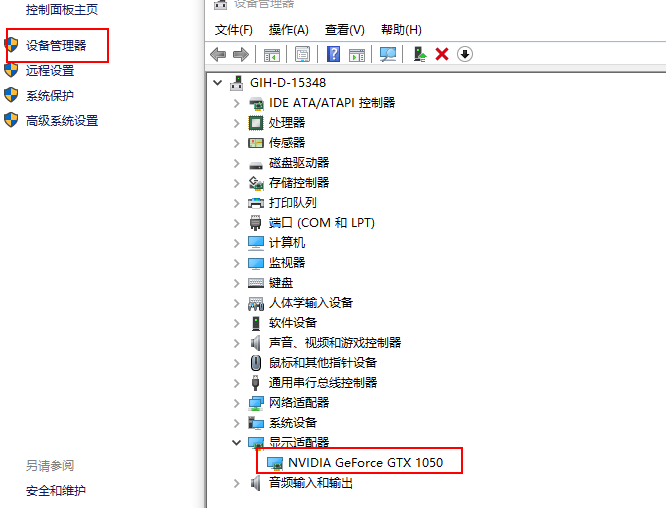 控制面板主页
设备管理器
远程设置
系统保护
高级系统设置
另请参阅
安全和维护
设备管理器
文件(F) 操作(A) 查看(V) 帮助(H)
GIH-D-15348
IDE ATA/ATAPI 控制器
处理器
传感器
磁盘驱动器
存储控制器
打印队列
端口 (COM 和 LPT)
计算机
监视器
键盘
人体学输入设备
软件设备
声音、视频和游戏控制器
鼠标和其他指针设备
通用串行总线控制器
网络适配器
系统设备
显示适配器
NVIDIA GeForce GTX 1050
音频输入和输出